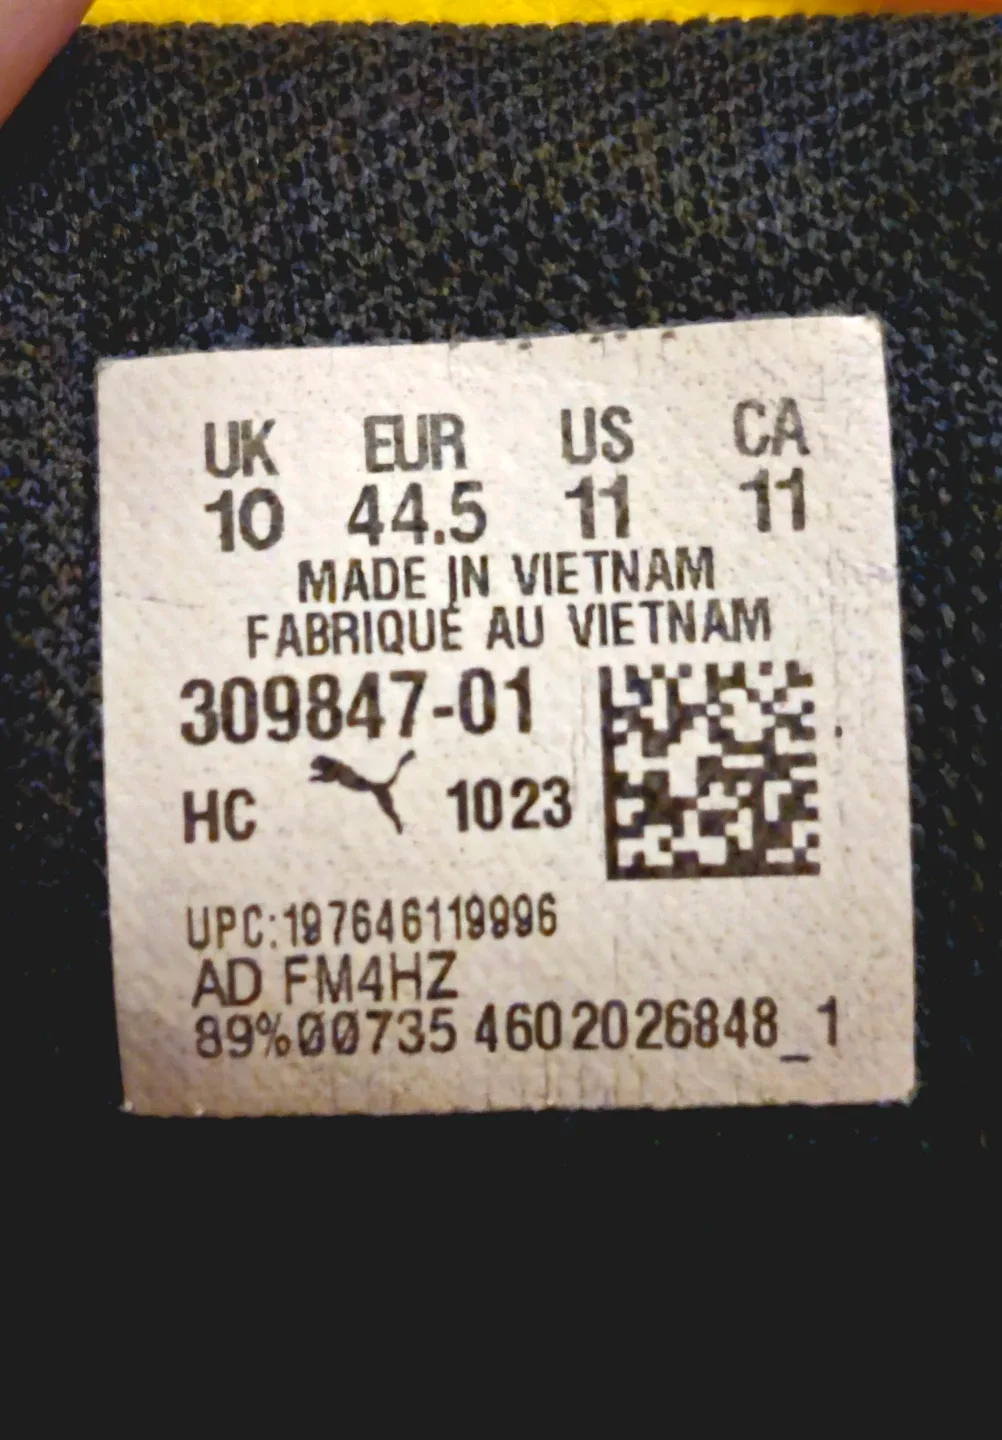 UK EUR US CA
10 44.5 11 11
MADE IN VIETNAM
FABRIQUÉ AU VIETNAM
309847-01
HC 1023
UPC:197646119996
AD FM4HZ
89%00735 4602026848_1